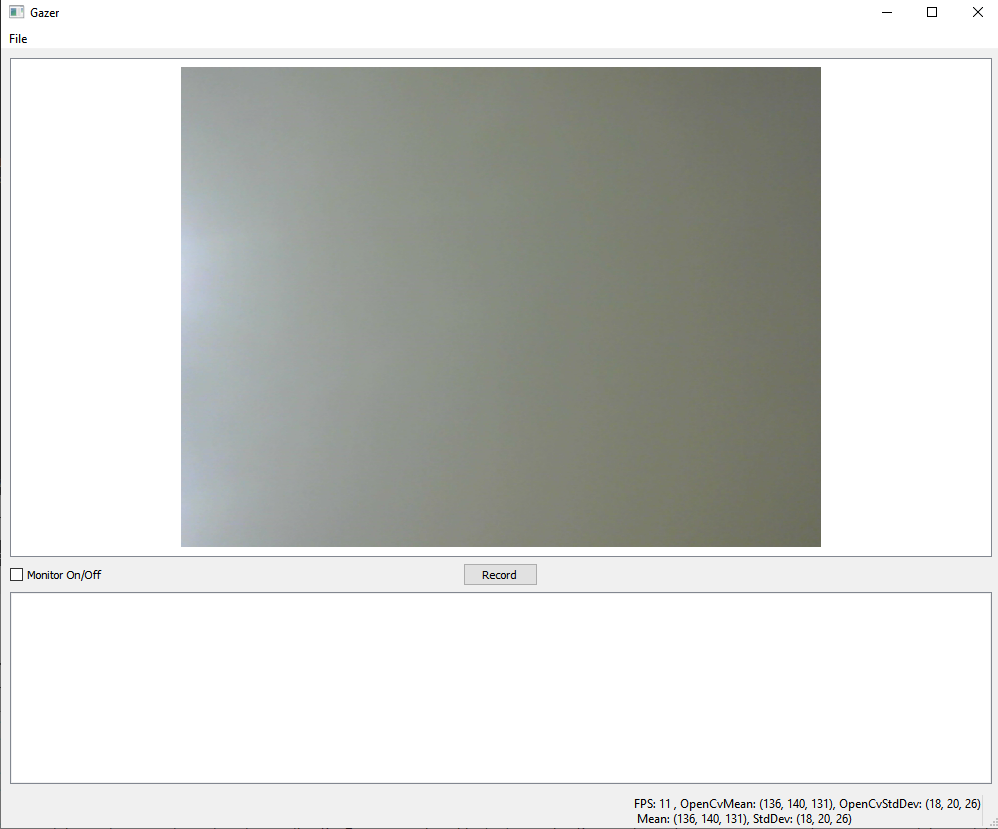 Gazer
File
Monitor On/Off
Record
FPS: 11 , OpenCvMean: (136, 140, 131), OpenCvStdDev: (18, 20, 26)
Mean: (136, 140, 131), StdDev: (18, 20, 26)